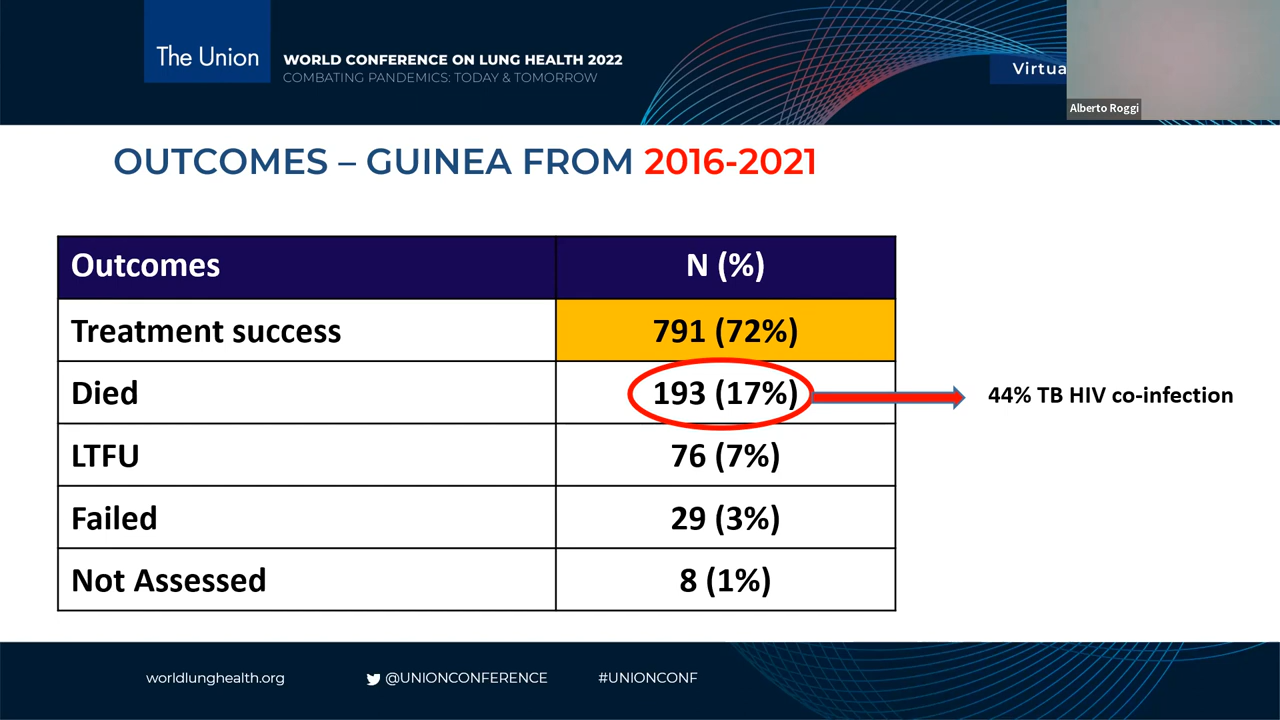 The Union
WORLD CONFERENCE ON LUNG HEALTH 2022
COMBATING PANDEMICS: TODAY & TOMORROW
Virtua
Alberto Roggi
OUTCOMES – GUINEA FROM 2016-2021
Outcomes N (%)
Treatment success 791 (72%)
Died 193 (17%) 44% TB HIV co-infection
LTFU 76 (7%)
Failed 29 (3%)
Not Assessed 8 (1%)
worldlunghealth.org @UNIONCONFERENCE #UNIONCONF